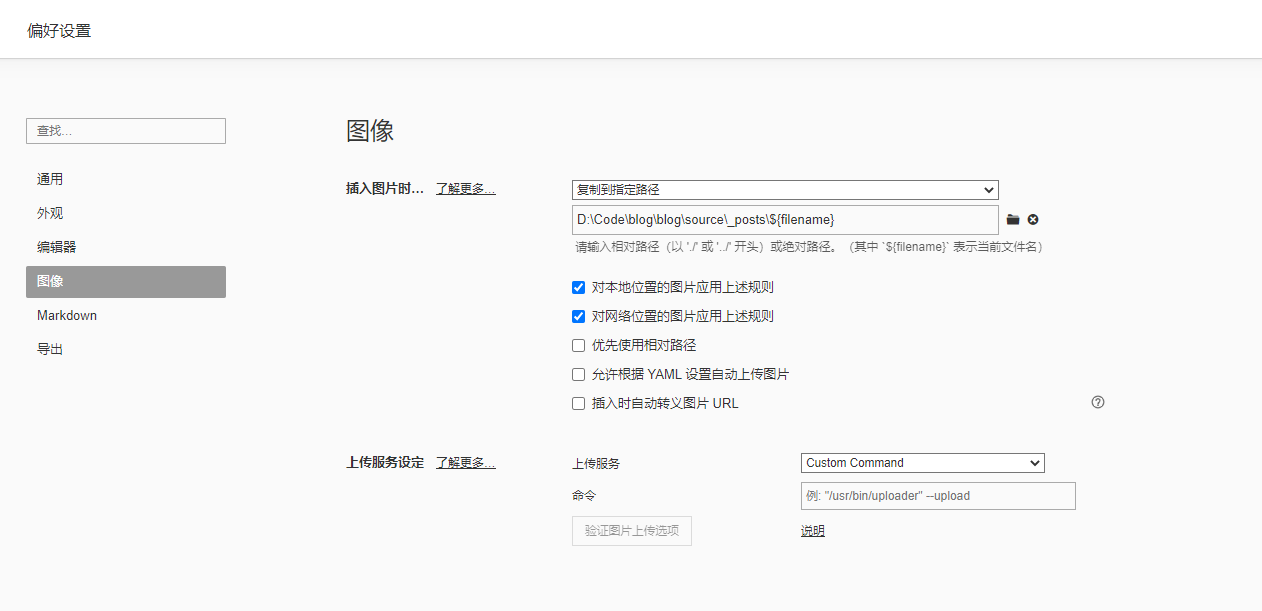 偏好设置
查找...
通用
外观
编辑器
图像
Markdown
导出
图像
插入图片时... 了解更多...
复制到指定路径
D:\Code\blog\blog\source\_posts\${filename}
请输入相对路径（以 './' 或 '../' 开头）或绝对路径。（其中 `${filename}` 表示当前文件名）
对本地位置的图片应用上述规则
对网络位置的图片应用上述规则
优先使用相对路径
允许根据 YAML 设置自动上传图片
插入时自动转义图片 URL
上传服务设定 了解更多...
上传服务 Custom Command
命令 例: "/usr/bin/uploader" --upload
验证图片上传选项 说明